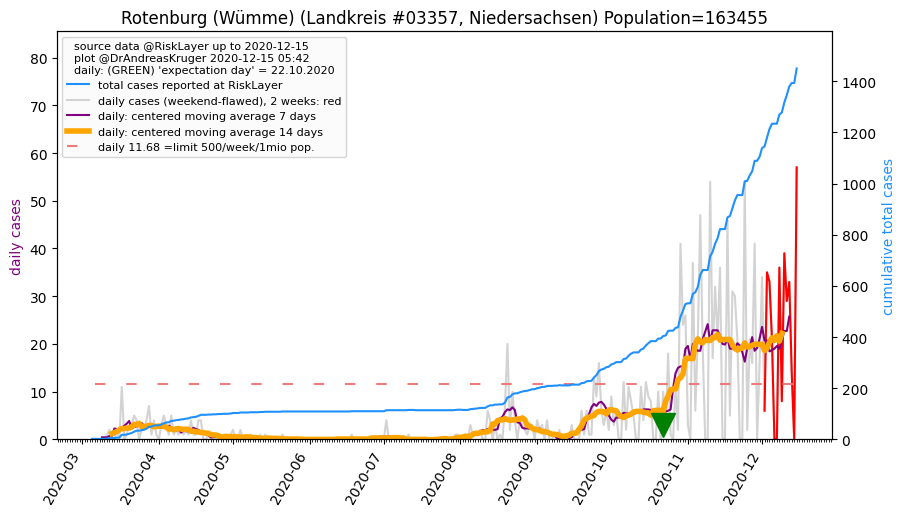 Rotenburg (Wümme) (Landkreis #03357, Niedersachsen) Population=163455
source data @RiskLayer up to 2020-12-15
plot @DrAndreasKruger 2020-12-15 05:42
daily: (GREEN) 'expectation day' = 22.10.2020
total cases reported at RiskLayer
daily cases (weekend-flawed), 2 weeks: red
daily: centered moving average 7 days
daily: centered moving average 14 days
daily 11.68 =limit 500/week/1mio pop.
daily cases
80
70
60
50
40
30
20
10
0
cumulative total cases
1400
1200
1000
800
600
400
200
0
2020-03
2020-04
2020-05
2020-06
2020-07
2020-08
2020-09
2020-10
2020-11
2020-12